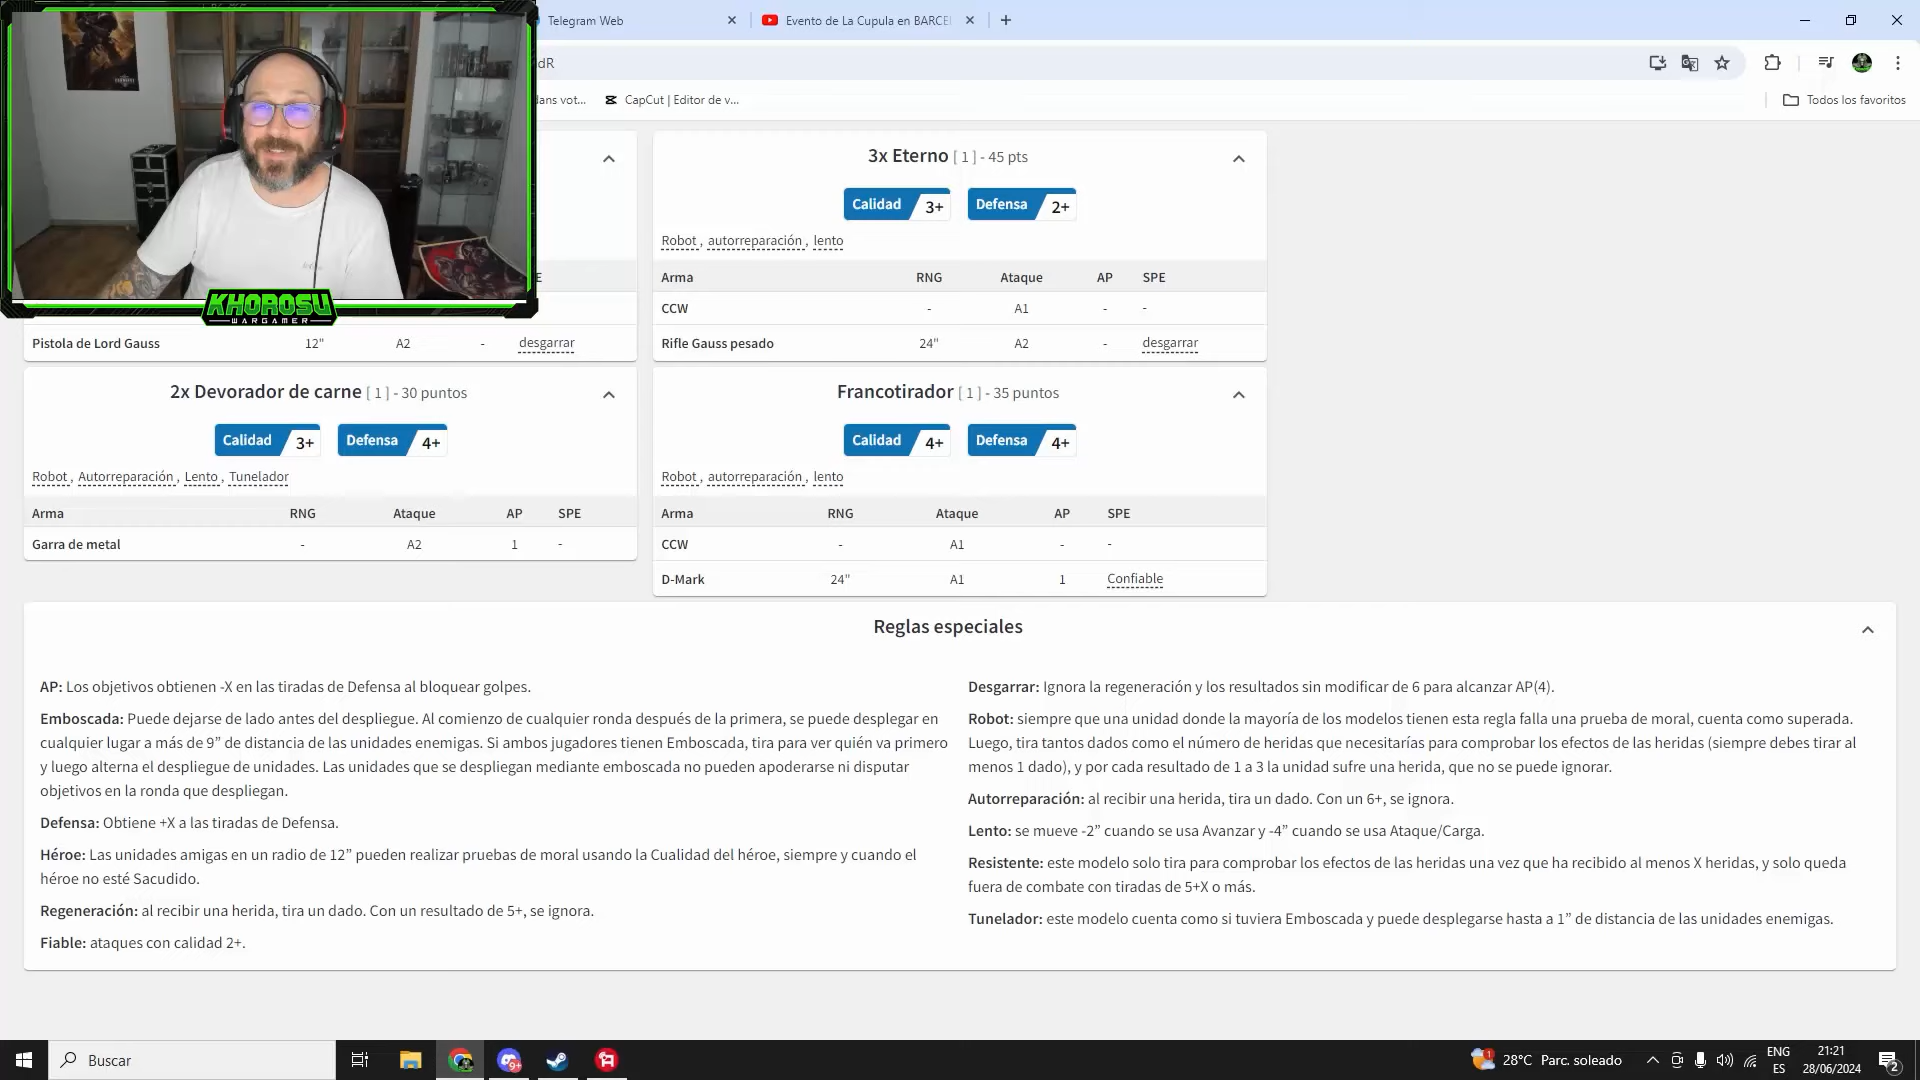 Telegram Web
Evento de La Cupula en BARCE
dR
dans vot...
CapCut | Editor de v...
Todos los favoritos
KHOROSU
WARGAMER
E
Pistola de Lord Gauss 12" A2 - desgarrar
3x Eterno [ 1 ] - 45 pts
Calidad 3+ Defensa 2+
Robot , autorreparación , lento
Arma RNG Ataque AP SPE
CCW - A1 - -
Rifle Gauss pesado 24" A2 - desgarrar
2x Devorador de carne [ 1 ] - 30 puntos
Calidad 3+ Defensa 4+
Robot , Autorreparación , Lento , Tunelador
Arma RNG Ataque AP SPE
Garra de metal - A2 1 -
Francotirador [ 1 ] - 35 puntos
Calidad 4+ Defensa 4+
Robot , autorreparación , lento
Arma RNG Ataque AP SPE
CCW - A1 - -
D-Mark 24" A1 1 Confiable
Reglas especiales
AP: Los objetivos obtienen -X en las tiradas de Defensa al bloquear golpes.
Emboscada: Puede dejarse de lado antes del despliegue. Al comienzo de cualquier ronda después de la primera, se puede desplegar en
cualquier lugar a más de 9” de distancia de las unidades enemigas. Si ambos jugadores tienen Emboscada, tira para ver quién va primero
y luego alterna el despliegue de unidades. Las unidades que se despliegan mediante emboscada no pueden apoderarse ni disputar
objetivos en la ronda que despliegan.
Defensa: Obtiene +X a las tiradas de Defensa.
Héroe: Las unidades amigas en un radio de 12” pueden realizar pruebas de moral usando la Cualidad del héroe, siempre y cuando el
héroe no esté Sacudido.
Regeneración: al recibir una herida, tira un dado. Con un resultado de 5+, se ignora.
Fiable: ataques con calidad 2+.
Desgarrar: Ignora la regeneración y los resultados sin modificar de 6 para alcanzar AP(4).
Robot: siempre que una unidad donde la mayoría de los modelos tienen esta regla falla una prueba de moral, cuenta como superada.
Luego, tira tantos dados como el número de heridas que necesitarías para comprobar los efectos de las heridas (siempre debes tirar al
menos 1 dado), y por cada resultado de 1 a 3 la unidad sufre una herida, que no se puede ignorar.
Autorreparación: al recibir una herida, tira un dado. Con un 6+, se ignora.
Lento: se mueve -2” cuando se usa Avanzar y -4” cuando se usa Ataque/Carga.
Resistente: este modelo solo tira para comprobar los efectos de las heridas una vez que ha recibido al menos X heridas, y solo queda
fuera de combate con tiradas de 5+X o más.
Tunelador: este modelo cuenta como si tuviera Emboscada y puede desplegarse hasta a 1” de distancia de las unidades enemigas.
Buscar
9+
1
28°C Parc. soleado
ENG
ES
21:21
28/06/2024
2